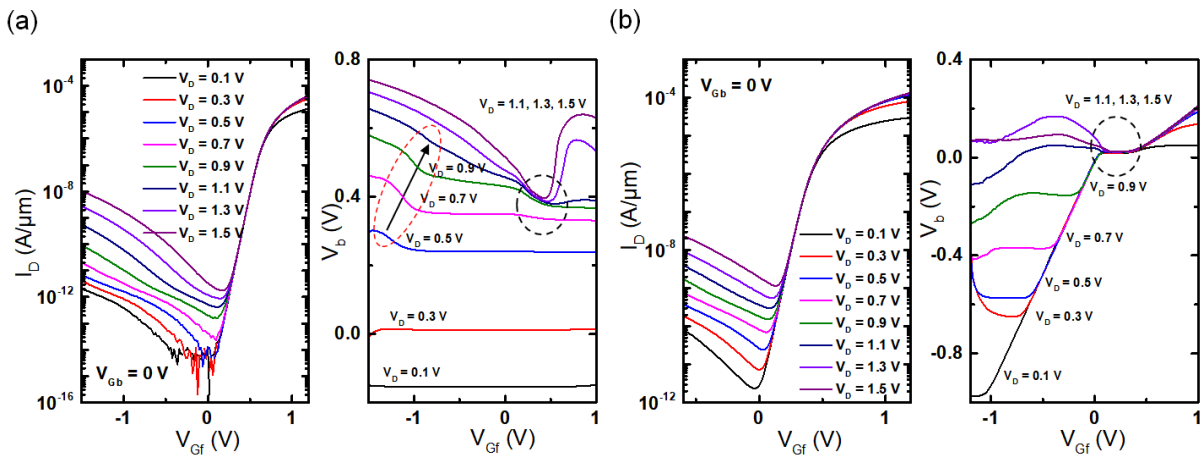 (a)
I_D (A/μm)
10⁻⁴
10⁻⁸
10⁻¹²
10⁻¹⁶
V_D = 0.1 V
V_D = 0.3 V
V_D = 0.5 V
V_D = 0.7 V
V_D = 0.9 V
V_D = 1.1 V
V_D = 1.3 V
V_D = 1.5 V
V_Gb = 0 V
-1 0 1
V_Gf (V)
V_b (V)
0.8
0.4
0.0
V_D = 1.1, 1.3, 1.5 V
V_D = 0.9 V
V_D = 0.7 V
V_D = 0.5 V
V_D = 0.3 V
V_D = 0.1 V
-1 0 1
V_Gf (V)
(b)
I_D (A/μm)
10⁻⁴
10⁻⁸
10⁻¹²
V_Gb = 0 V
V_D = 0.1 V
V_D = 0.3 V
V_D = 0.5 V
V_D = 0.7 V
V_D = 0.9 V
V_D = 1.1 V
V_D = 1.3 V
V_D = 1.5 V
0 1
V_Gf (V)
V_b (V)
0.4
0.0
-0.4
-0.8
V_D = 1.1, 1.3, 1.5 V
V_D = 0.9 V
V_D = 0.7 V
V_D = 0.5 V
V_D = 0.3 V
V_D = 0.1 V
-1 0 1
V_Gf (V)